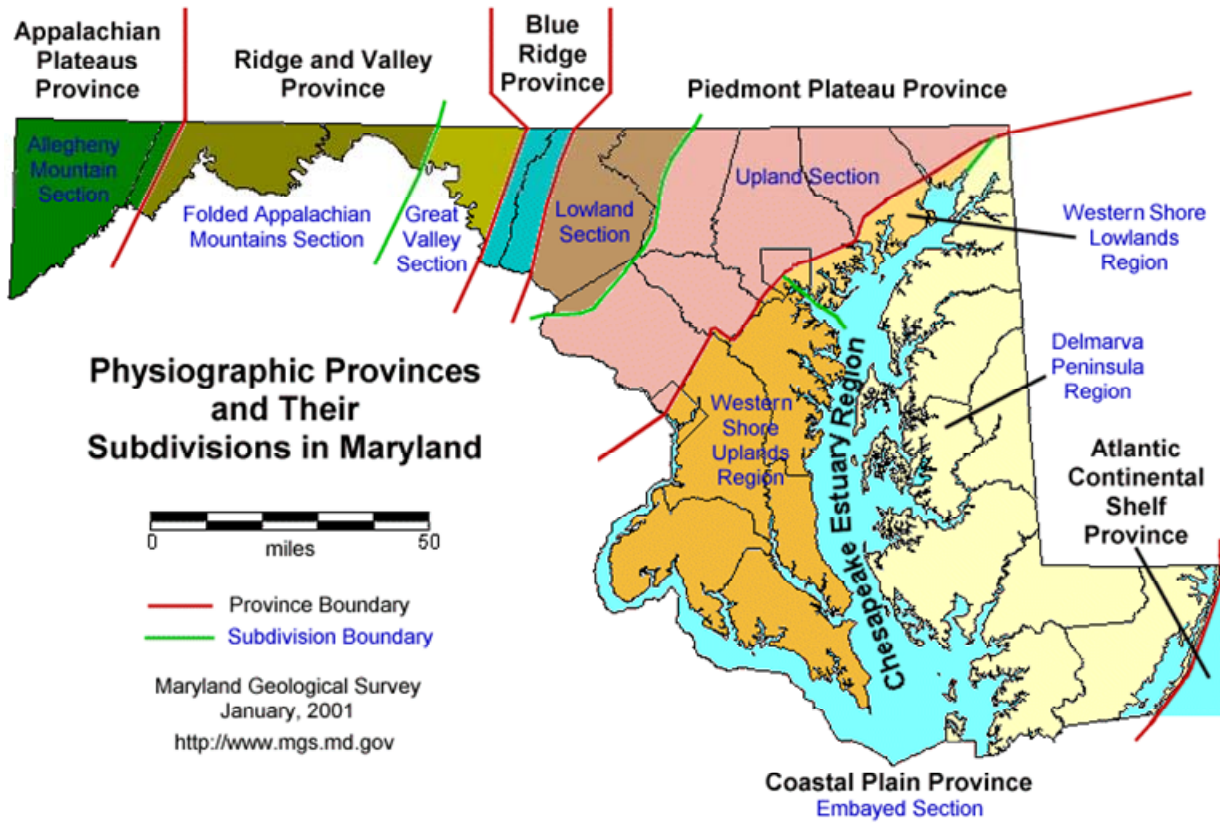 Appalachian
Plateaus
Province
Ridge and Valley
Province
Blue
Ridge
Province
Piedmont Plateau Province
Allegheny
Mountain
Section
Folded Appalachian
Mountains Section
Great
Valley
Section
Lowland
Section
Upland Section
Western Shore
Lowlands
Region
Delmarva
Peninsula
Region
Physiographic Provinces
and Their
Subdivisions in Maryland
Western
Shore
Uplands
Region
Chesapeake Estuary Region
Atlantic
Continental
Shelf
Province
0
miles
50
Province Boundary
Subdivision Boundary
Maryland Geological Survey
January, 2001
http://www.mgs.md.gov
Coastal Plain Province
Embayed Section